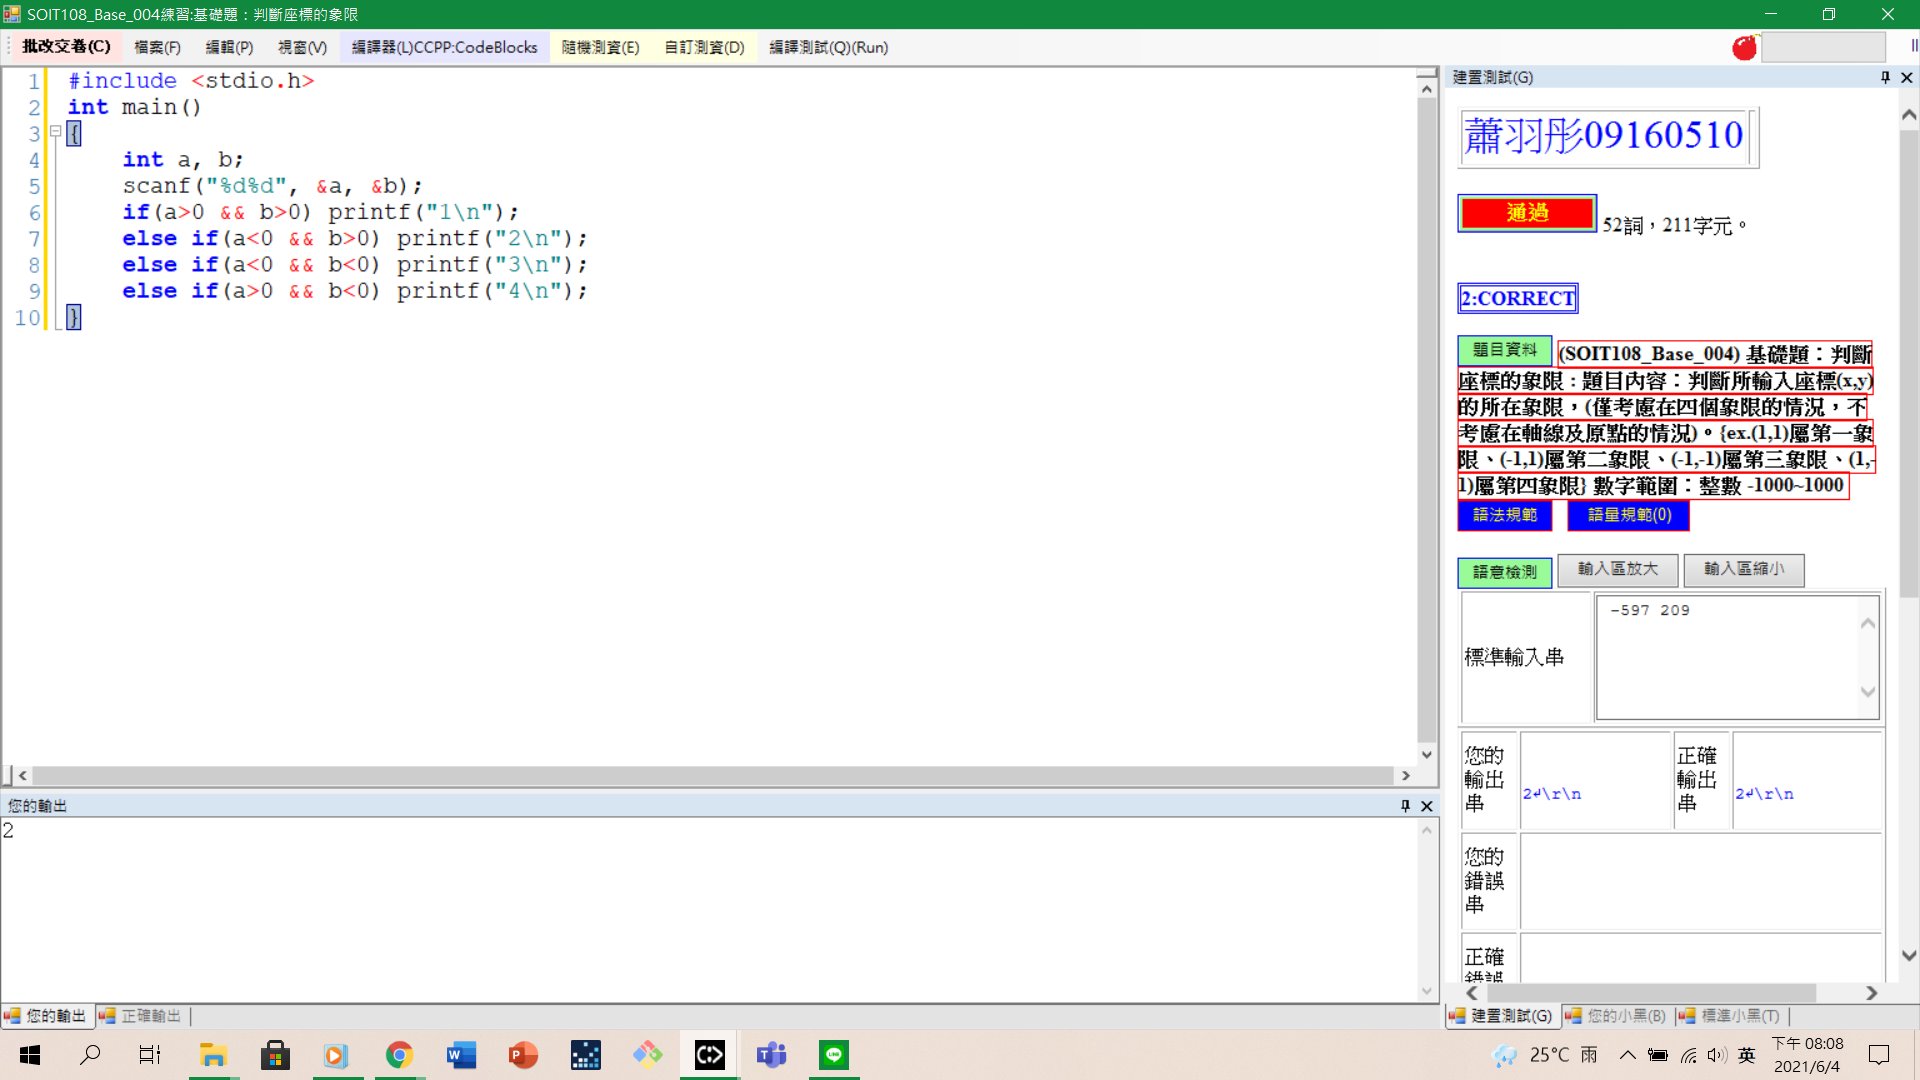 SOIT108_Base_004練習:基礎題：判斷座標的象限
批改交卷(C) 檔案(F) 編輯(P) 視窗(V) 編譯器(L)CCPP:CodeBlocks 隨機測資(E) 自訂測資(D) 編譯測試(Q)(Run)
1 #include <stdio.h>
2 int main()
3 {
4 int a, b;
5 scanf("%d%d", &a, &b);
6 if(a>0 && b>0) printf("1\n");
7 else if(a<0 && b>0) printf("2\n");
8 else if(a<0 && b<0) printf("3\n");
9 else if(a>0 && b<0) printf("4\n");
10 }
您的輸出
2
您的輸出 正確輸出
建置測試(G)
蕭羽彤09160510
通過 52詞，211字元。
2:CORRECT
題目資料 (SOIT108_Base_004) 基礎題：判斷
座標的象限 : 題目內容：判斷所輸入座標(x,y)
的所在象限，(僅考慮在四個象限的情況，不
考慮在軸線及原點的情況)。{ex.(1,1)屬第一象
限、(-1,1)屬第二象限、(-1,-1)屬第三象限、(1,-
1)屬第四象限} 數字範圍：整數 -1000~1000
語法規範 語量規範(0)
語意檢測 輸入區放大 輸入區縮小
標準輸入串 -597 209
您的
輸出
串
2↲\r\n
正確
輸出
串
2↲\r\n
您的
錯誤
串
正確
錯誤
建置測試(G) 您的小黑(B) 標準小黑(T)
25°C 雨 英 下午 08:08
2021/6/4